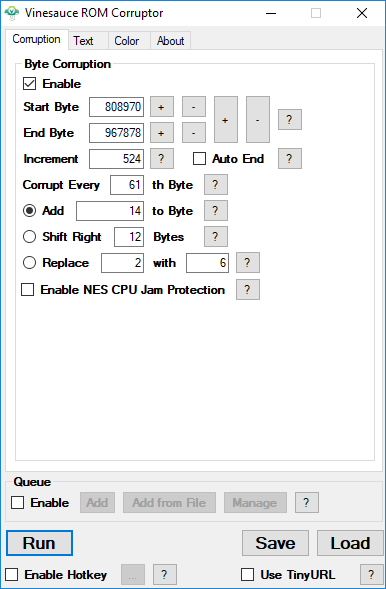 Vinesauce ROM Corruptor
Corruption Text Color About
Byte Corruption
Enable
Start Byte 808970 + - + - ?
End Byte 967878 + -
Increment 524 ? Auto End ?
Corrupt Every 61 th Byte ?
Add 14 to Byte ?
Shift Right 12 Bytes ?
Replace 2 with 6 ?
Enable NES CPU Jam Protection ?
Queue
Enable Add Add from File Manage ?
Run Save Load
Enable Hotkey ... ? Use TinyURL ?